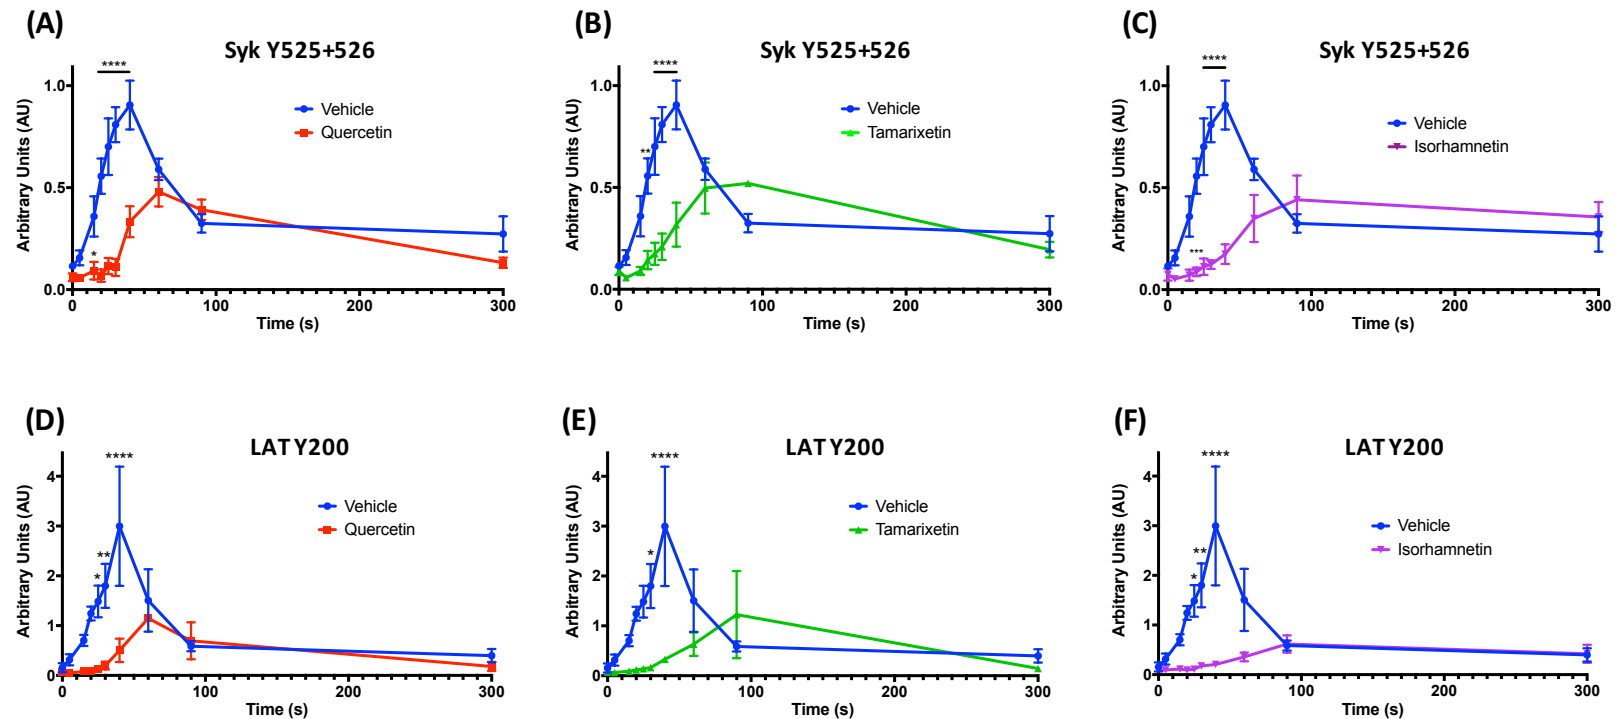 (A)
Syk Y525+526
****
1.0
0.5
0.0
*
Vehicle
Quercetin
Arbitrary Units (AU)
0
100
200
300
Time (s)
(B)
Syk Y525+526
****
**
1.0
0.5
0.0
Vehicle
Tamarixetin
Arbitrary Units (AU)
0
100
200
300
Time (s)
(C)
Syk Y525+526
****
***
1.0
0.5
0.0
Vehicle
Isorhamnetin
Arbitrary Units (AU)
0
100
200
300
Time (s)
(D)
LAT Y200
****
**
*
4
3
2
1
0
Vehicle
Quercetin
Arbitrary Units (AU)
0
100
200
300
Time (s)
(E)
LAT Y200
****
*
4
3
2
1
0
Vehicle
Tamarixetin
Arbitrary Units (AU)
0
100
200
300
Time (s)
(F)
LAT Y200
****
**
*
4
3
2
1
0
Vehicle
Isorhamnetin
Arbitrary Units (AU)
0
100
200
300
Time (s)